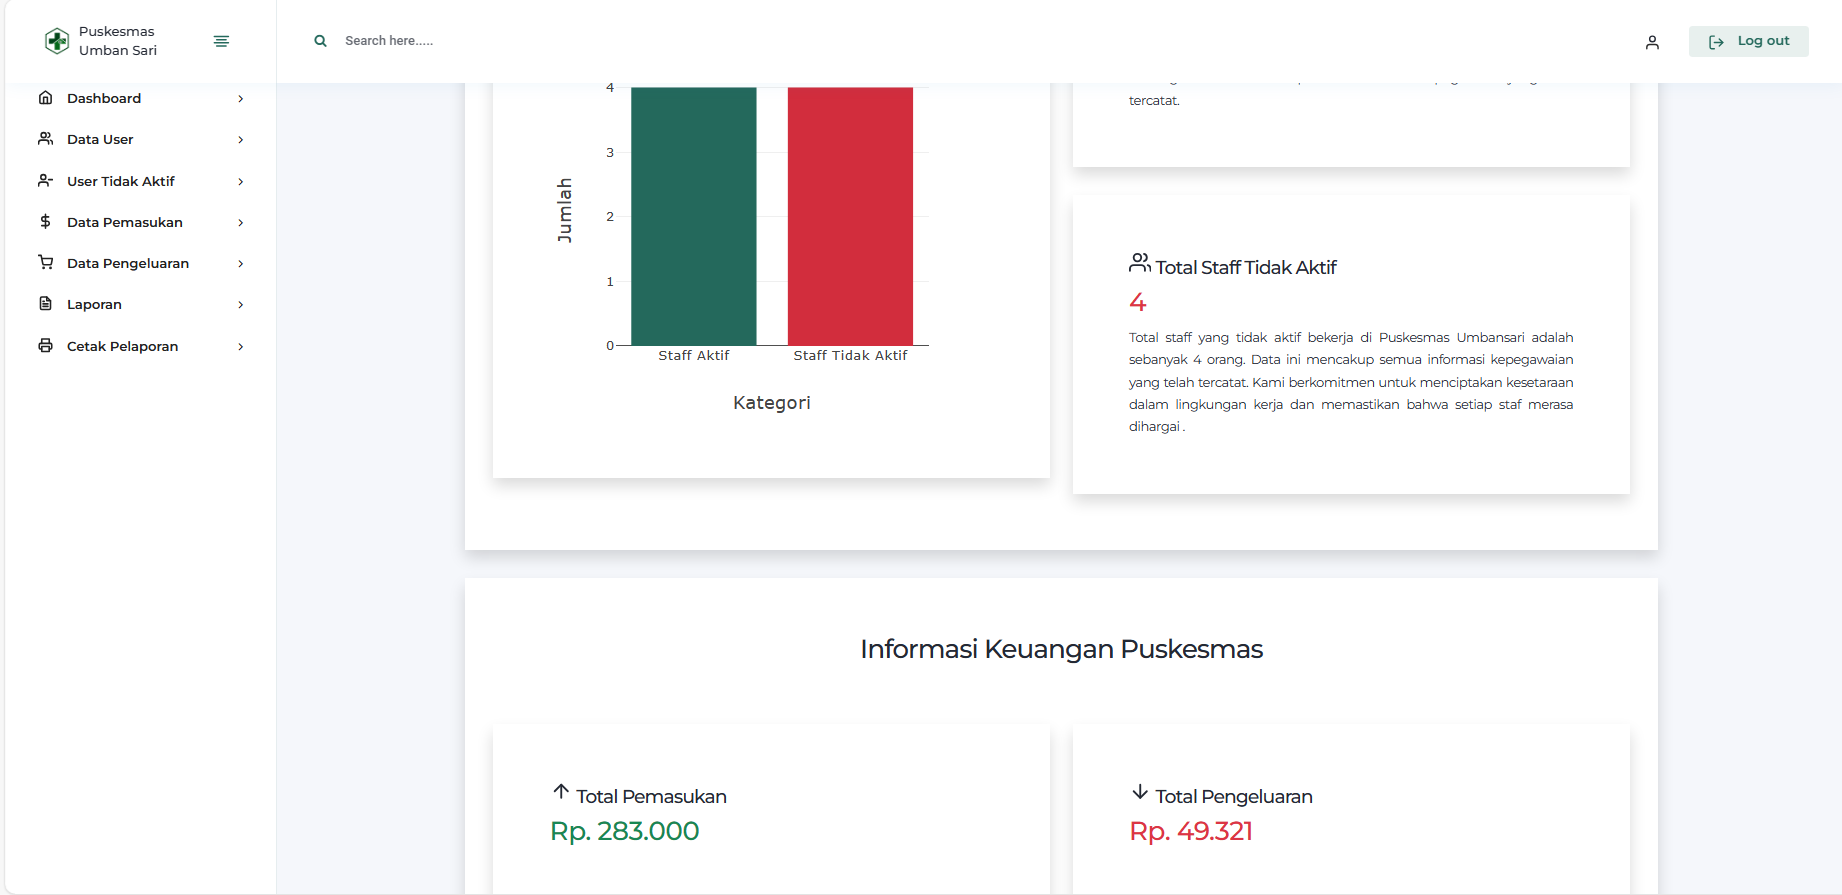 Puskesmas
Umban Sari
Search here.....
Log out
Dashboard
Data User
User Tidak Aktif
Data Pemasukan
Data Pengeluaran
Laporan
Cetak Pelaporan
4
3
2
1
0
Jumlah
Staff Aktif
Staff Tidak Aktif
Kategori
tercatat.
Total Staff Tidak Aktif
4
Total staff yang tidak aktif bekerja di Puskesmas Umbansari adalah
sebanyak 4 orang. Data ini mencakup semua informasi kepegawaian
yang telah tercatat. Kami berkomitmen untuk menciptakan kesetaraan
dalam lingkungan kerja dan memastikan bahwa setiap staf merasa
dihargai .
Informasi Keuangan Puskesmas
Total Pemasukan
Rp. 283.000
Total Pengeluaran
Rp. 49.321